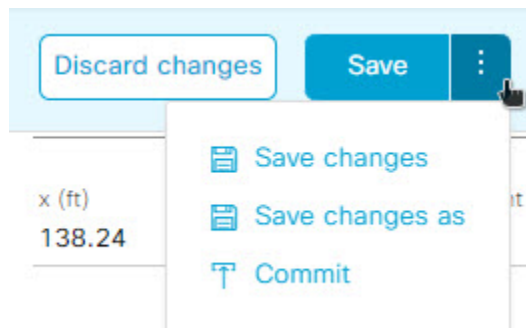 Discard changes
Save
Save changes
x (ft)
138.24
Save changes as
Commit